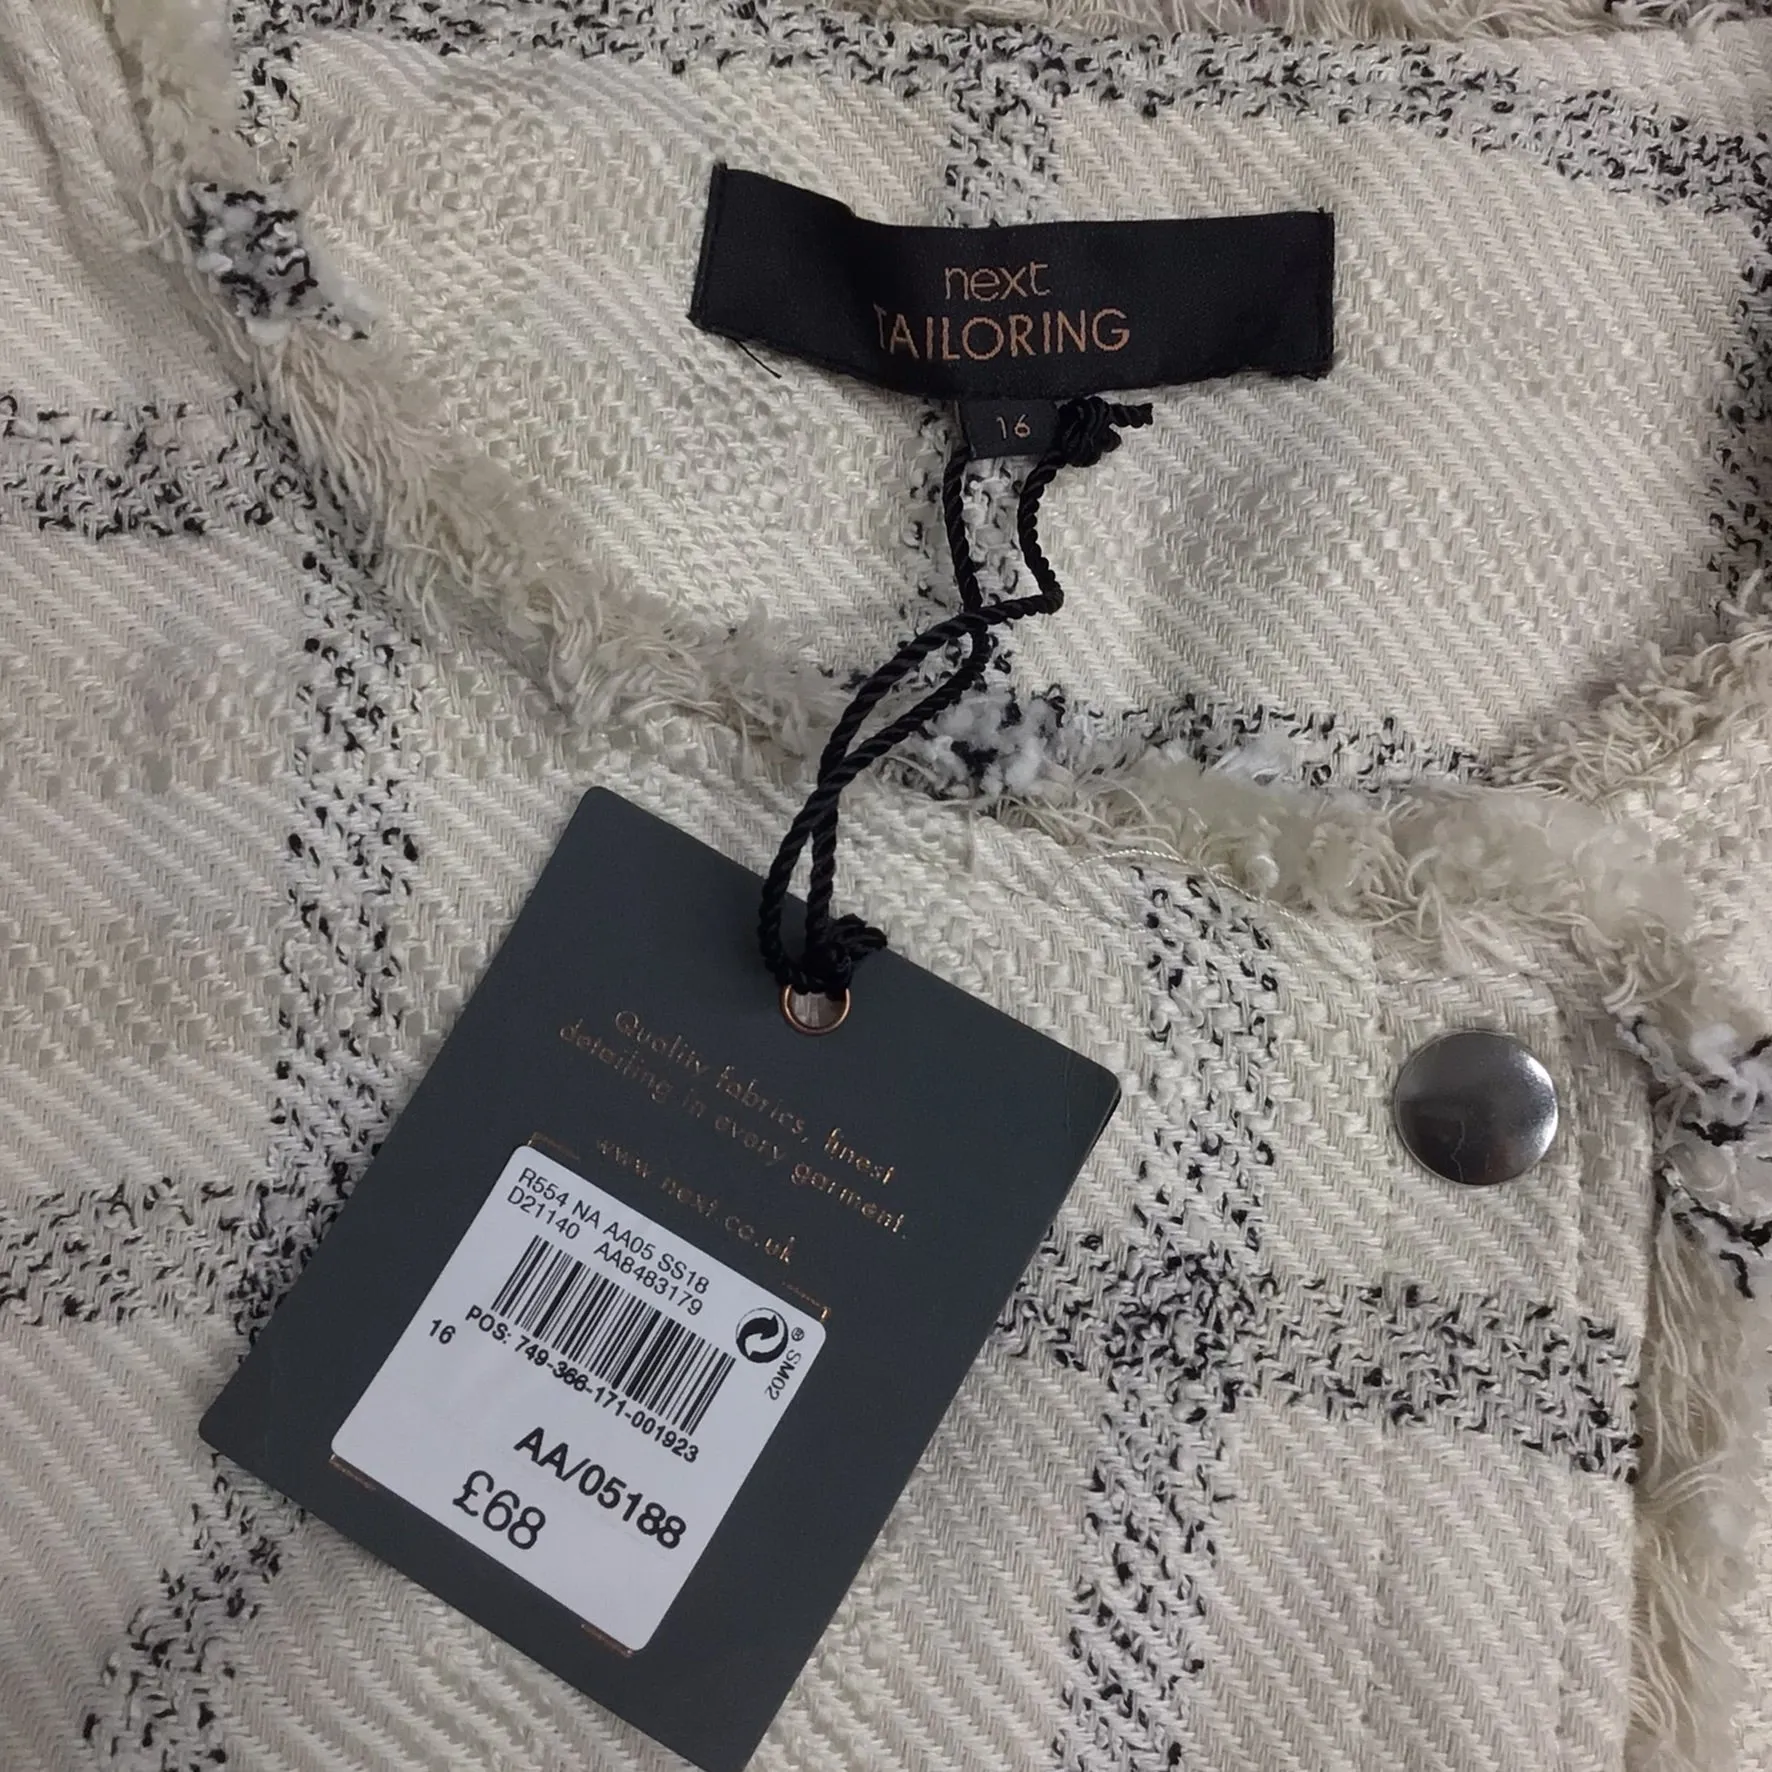 next
TAILORING
16
Quality fabrics, finest
detailing in every garment.
www.next.co.uk
R554 NA AA05 SS18
D21140 AA8483179
POS: 749-366-171-001923
16
® SM02
AA/05188
£68